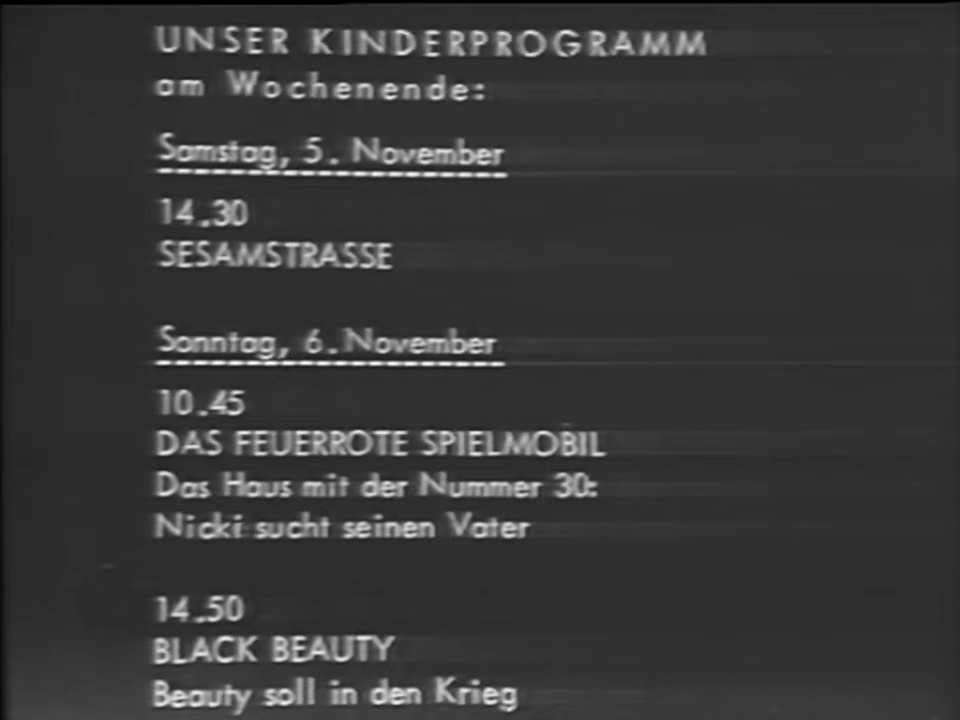 UNSER KINDERPROGRAMM
am Wochenende:
Samstag, 5. November
14.30
SESAMSTRASSE
Sonntag, 6. November
10.45
DAS FEUERROTE SPIELMOBIL
Das Haus mit der Nummer 30:
Nicki sucht seinen Vater
14.50
BLACK BEAUTY
Beauty soll in den Krieg